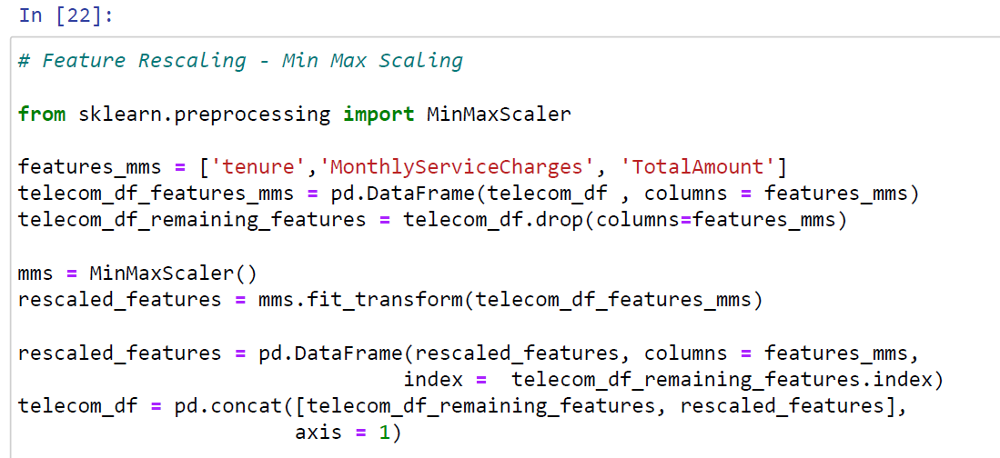 In [22]:
# Feature Rescaling - Min Max Scaling
from sklearn.preprocessing import MinMaxScaler
features_mms = ['tenure','MonthlyServiceCharges', 'TotalAmount']
telecom_df_features_mms = pd.DataFrame(telecom_df , columns = features_mms)
telecom_df_remaining_features = telecom_df.drop(columns=features_mms)
mms = MinMaxScaler()
rescaled_features = mms.fit_transform(telecom_df_features_mms)
rescaled_features = pd.DataFrame(rescaled_features, columns = features_mms,
index =  telecom_df_remaining_features.index)
telecom_df = pd.concat([telecom_df_remaining_features, rescaled_features],
axis = 1)